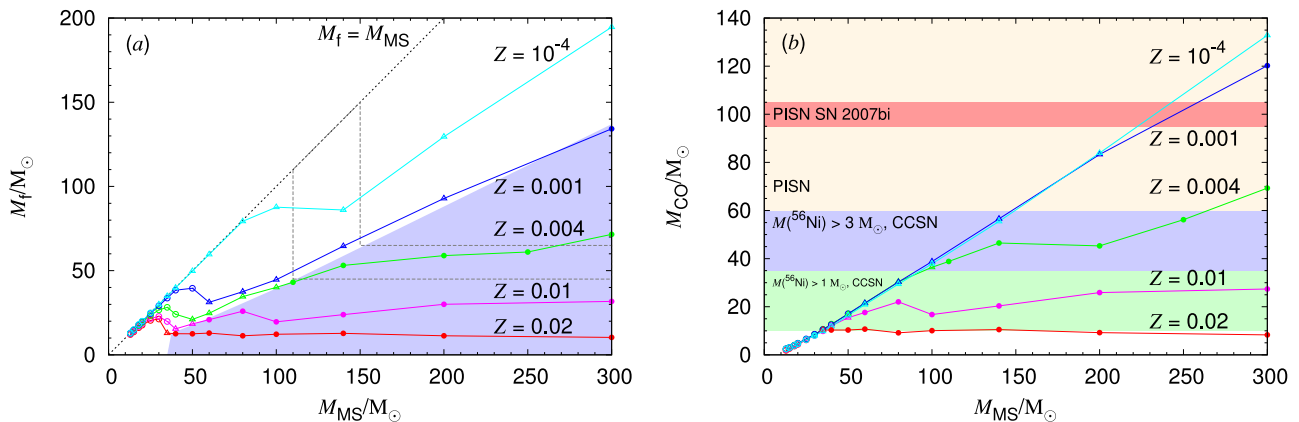 (a)
M_f = M_MS
Z = 10^-4
Z = 0.001
Z = 0.004
Z = 0.01
Z = 0.02
M_f/M_⊙
200
150
100
50
0
0 50 100 150 200 250 300
M_MS/M_⊙
(b)
Z = 10^-4
PISN SN 2007bi
Z = 0.001
PISN
Z = 0.004
M(^56Ni) > 3 M_⊙, CCSN
M(^56Ni) > 1 M_⊙, CCSN
Z = 0.01
Z = 0.02
M_CO/M_⊙
140
120
100
80
60
40
20
0
0 50 100 150 200 250 300
M_MS/M_⊙